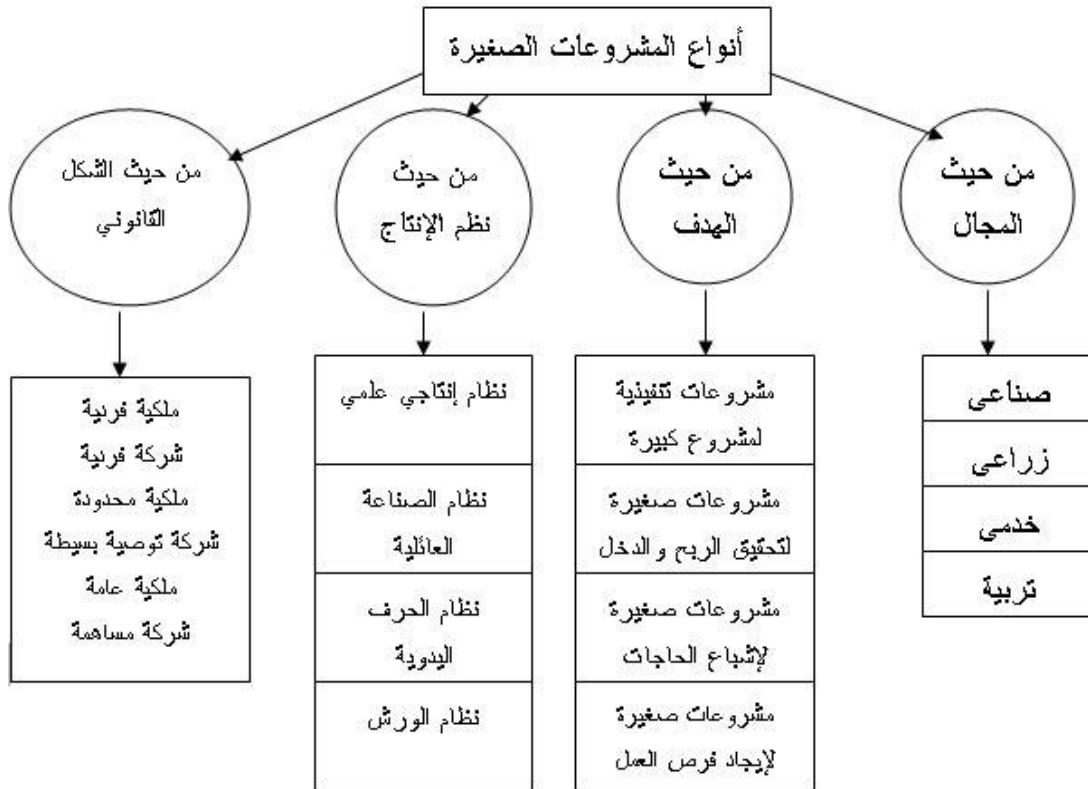 أنواع المشروعات الصغيرة
من حيث
المجال
من حيث
الهدف
من حيث
نظم الإنتاج
من حيث الشكل
القانوني
صناعى
زراعى
خدمى
تربية
مشروعات تنفيذية
لمشروع كبيرة
مشروعات صغيرة
لتحقيق الربح والدخل
مشروعات صغيرة
لإشباع الحاجات
مشروعات صغيرة
لإيجاد فرص العمل
نظام إنتاجي علمي
نظام الصناعة
العائلية
نظام الحرف
اليدوية
نظام الورش
ملكية فردية
شركة فردية
ملكية محدودة
شركة توصية بسيطة
ملكية عامة
شركة مساهمة